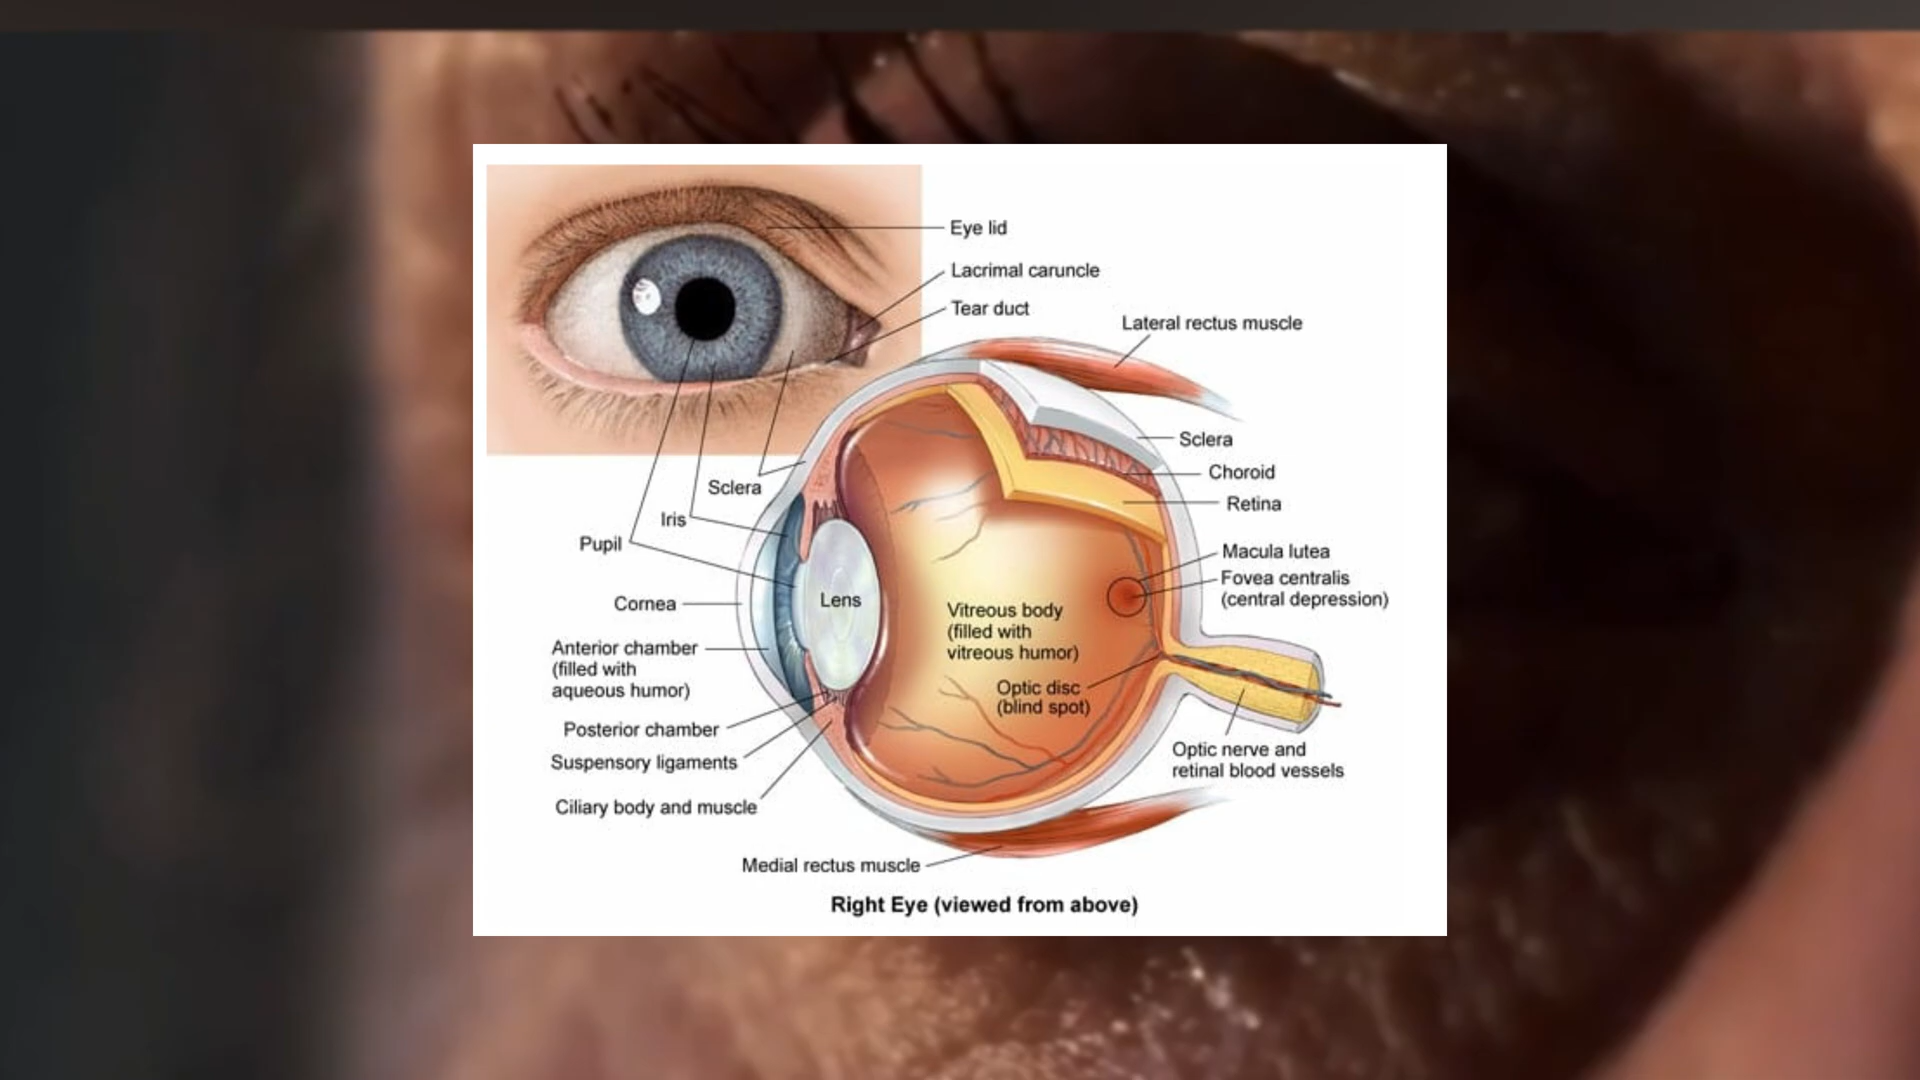 Eye lid
Lacrimal caruncle
Tear duct
Lateral rectus muscle
Sclera
Choroid
Retina
Sclera
Iris
Pupil
Macula lutea
Fovea centralis
(central depression)
Cornea
Lens
Vitreous body
(filled with
vitreous humor)
Anterior chamber
(filled with
aqueous humor)
Optic disc
(blind spot)
Posterior chamber
Suspensory ligaments
Optic nerve and
retinal blood vessels
Ciliary body and muscle
Medial rectus muscle
Right Eye (viewed from above)